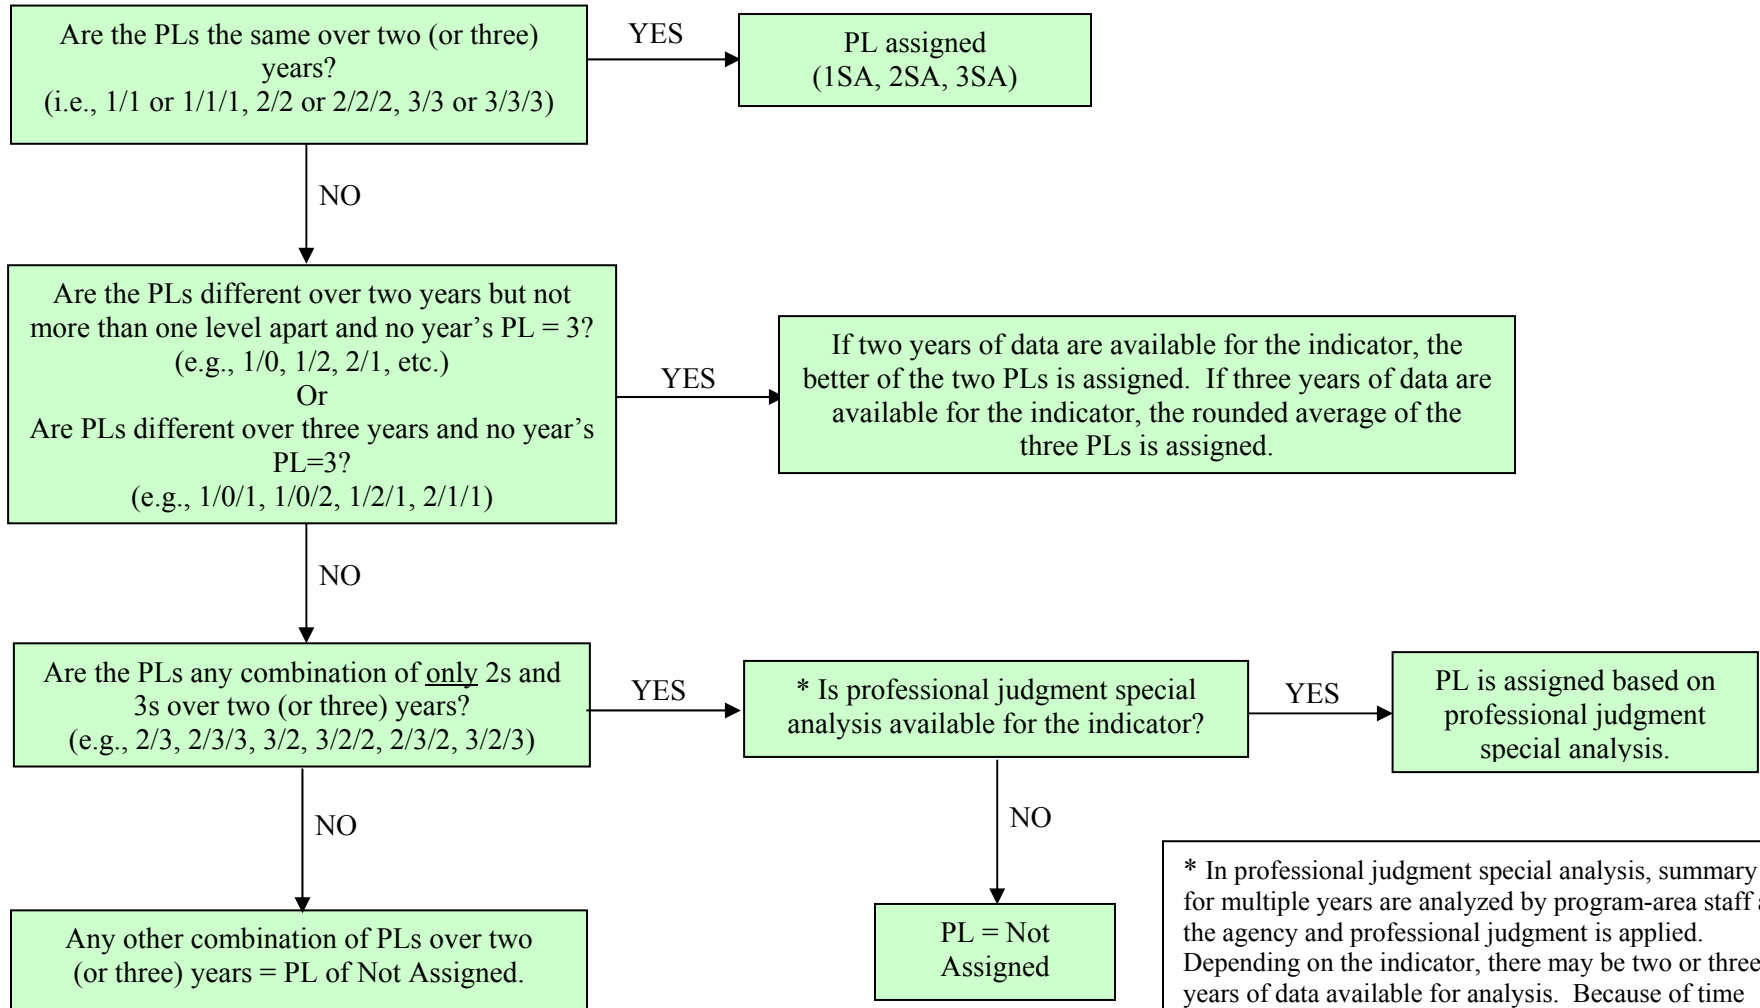 Are the PLs the same over two (or three)
years?
(i.e., 1/1 or 1/1/1, 2/2 or 2/2/2, 3/3 or 3/3/3)
YES
PL assigned
(1SA, 2SA, 3SA)
NO
Are the PLs different over two years but not
more than one level apart and no year’s PL = 3?
(e.g., 1/0, 1/2, 2/1, etc.)
Or
Are PLs different over three years and no year’s
PL=3?
(e.g., 1/0/1, 1/0/2, 1/2/1, 2/1/1)
YES
If two years of data are available for the indicator, the
better of the two PLs is assigned.  If three years of data are
available for the indicator, the rounded average of the
three PLs is assigned.
NO
Are the PLs any combination of only 2s and
3s over two (or three) years?
(e.g., 2/3, 2/3/3, 3/2, 3/2/2, 2/3/2, 3/2/3)
YES
* Is professional judgment special
analysis available for the indicator?
YES
PL is assigned based on
professional judgment
special analysis.
NO
NO
Any other combination of PLs over two
(or three) years = PL of Not Assigned.
PL = Not
Assigned
* In professional judgment special analysis, summary
for multiple years are analyzed by program-area staff
the agency and professional judgment is applied.
Depending on the indicator, there may be two or three
years of data available for analysis.  Because of time